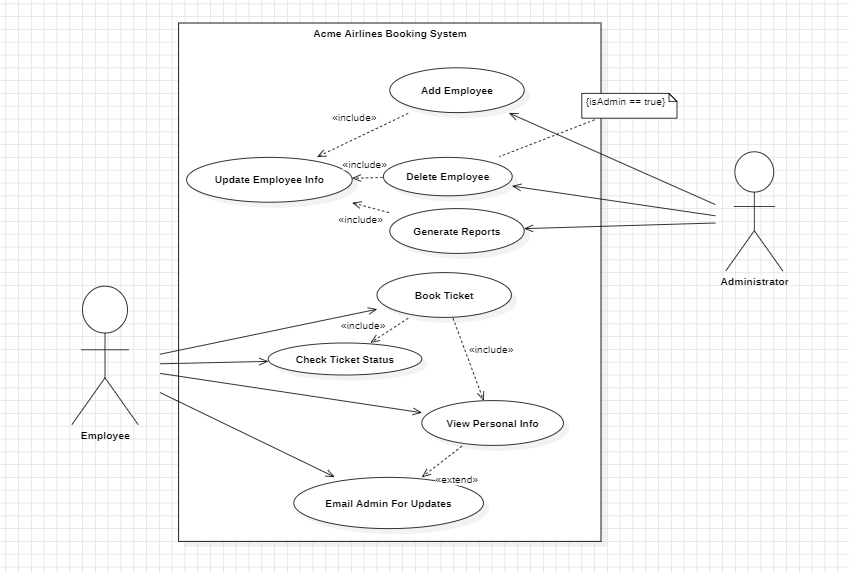 Acme Airlines Booking System
Add Employee
{isAdmin == true}
«include»
«include»
Update Employee Info
Delete Employee
«include»
Generate Reports
Administrator
Book Ticket
«include»
«include»
Check Ticket Status
View Personal Info
Employee
«extend»
Email Admin For Updates